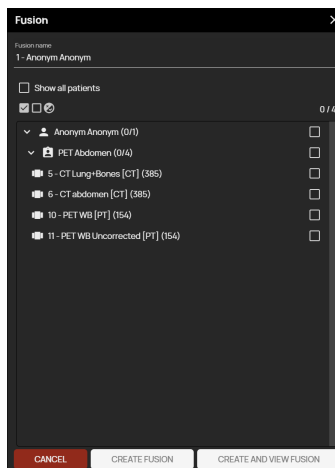 Fusion
Fusion name
1 - Anonym Anonym
Show all patients
0 / 4
Anonym Anonym (0/1)
PET Abdomen (0/4)
5 - CT Lung+Bones [CT] (385)
6 - CT abdomen [CT] (385)
10 - PET WB [PT] (154)
11 - PET WB Uncorrected [PT] (154)
CANCEL
CREATE FUSION
CREATE AND VIEW FUSION